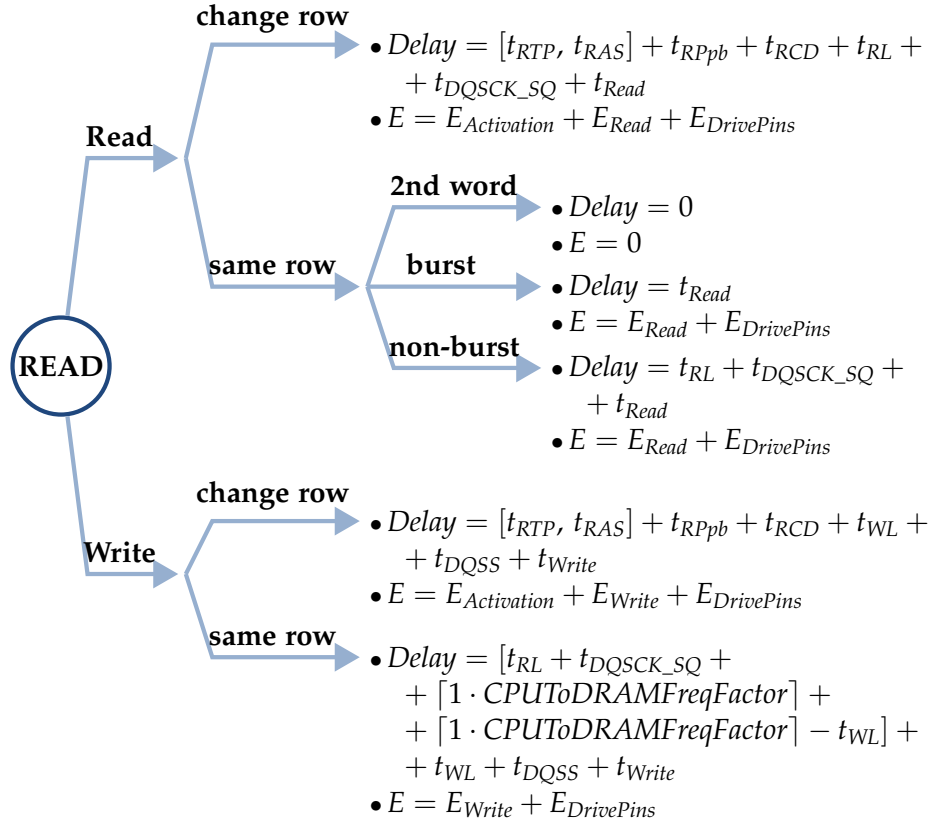 change row
• Delay = [t_RTP, t_RAS] + t_RPpb + t_RCD + t_RL +
+ t_DQSCK_SQ + t_Read
• E = E_Activation + E_Read + E_DrivePins
Read
2nd word
• Delay = 0
• E = 0
same row
burst
• Delay = t_Read
• E = E_Read + E_DrivePins
non-burst
• Delay = t_RL + t_DQSCK_SQ +
+ t_Read
• E = E_Read + E_DrivePins
READ
change row
• Delay = [t_RTP, t_RAS] + t_RPpb + t_RCD + t_WL +
+ t_DQSS + t_Write
• E = E_Activation + E_Write + E_DrivePins
Write
same row
• Delay = [t_RL + t_DQSCK_SQ +
+ ⌈1 · CPUToDRAMFreqFactor⌉ +
+ ⌈1 · CPUToDRAMFreqFactor⌉ − t_WL] +
+ t_WL + t_DQSS + t_Write
• E = E_Write + E_DrivePins